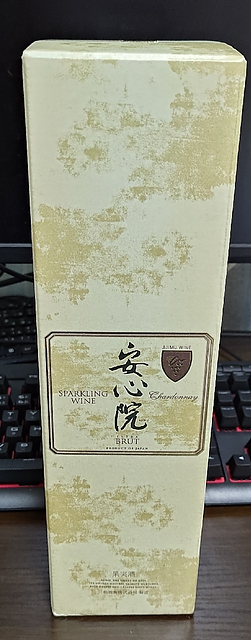 AJIMU WINE
安心院
SPARKLING
WINE
Chardonnay
BRUT
PRODUCT OF JAPAN
果実酒